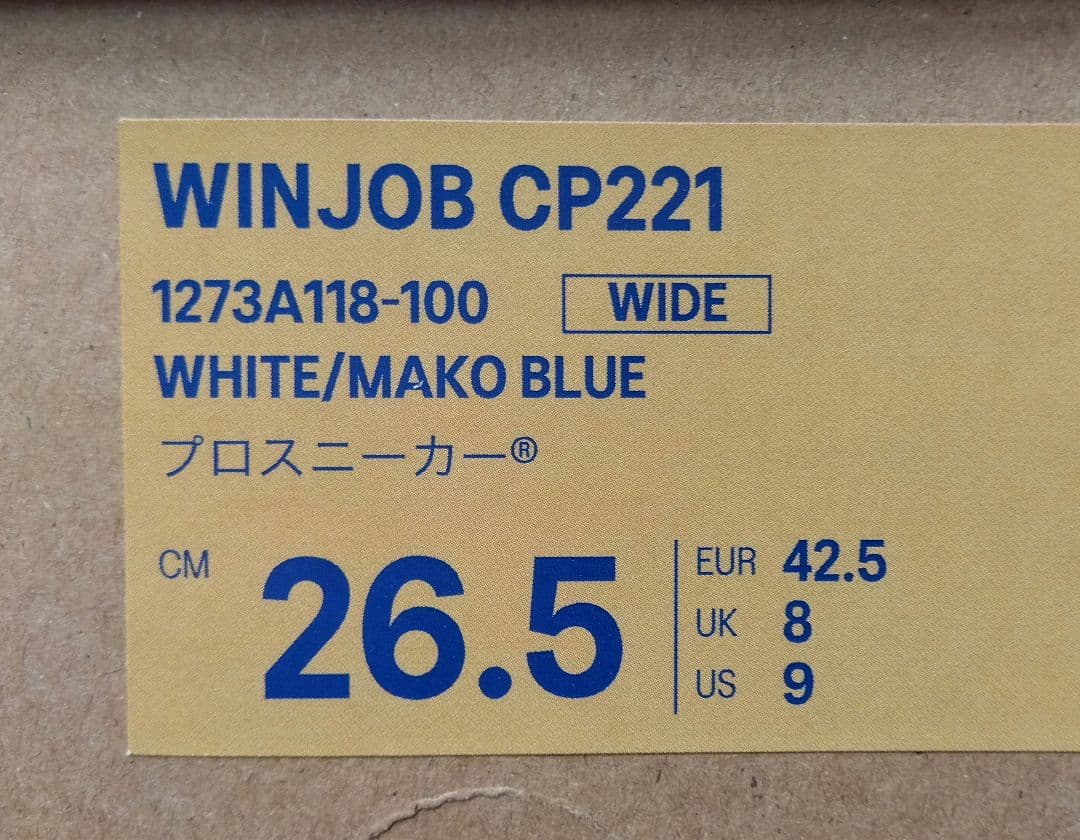 WINJOB CP221
1273A118-100 WIDE
WHITE/MAKO BLUE
プロスニーカー®
CM 26.5
EUR 42.5
UK 8
US 9